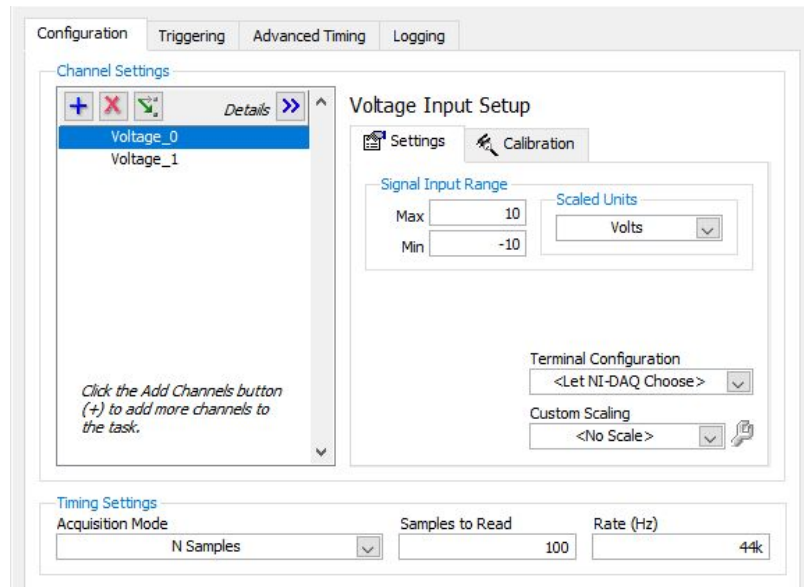 Configuration Triggering Advanced Timing Logging
Channel Settings
Details
Voltage_0
Voltage_1
Click the Add Channels button
(+) to add more channels to
the task.
Voltage Input Setup
Settings Calibration
Signal Input Range
Max 10
Min -10
Scaled Units
Volts
Terminal Configuration
<Let NI-DAQ Choose>
Custom Scaling
<No Scale>
Timing Settings
Acquisition Mode Samples to Read Rate (Hz)
N Samples 100 44k